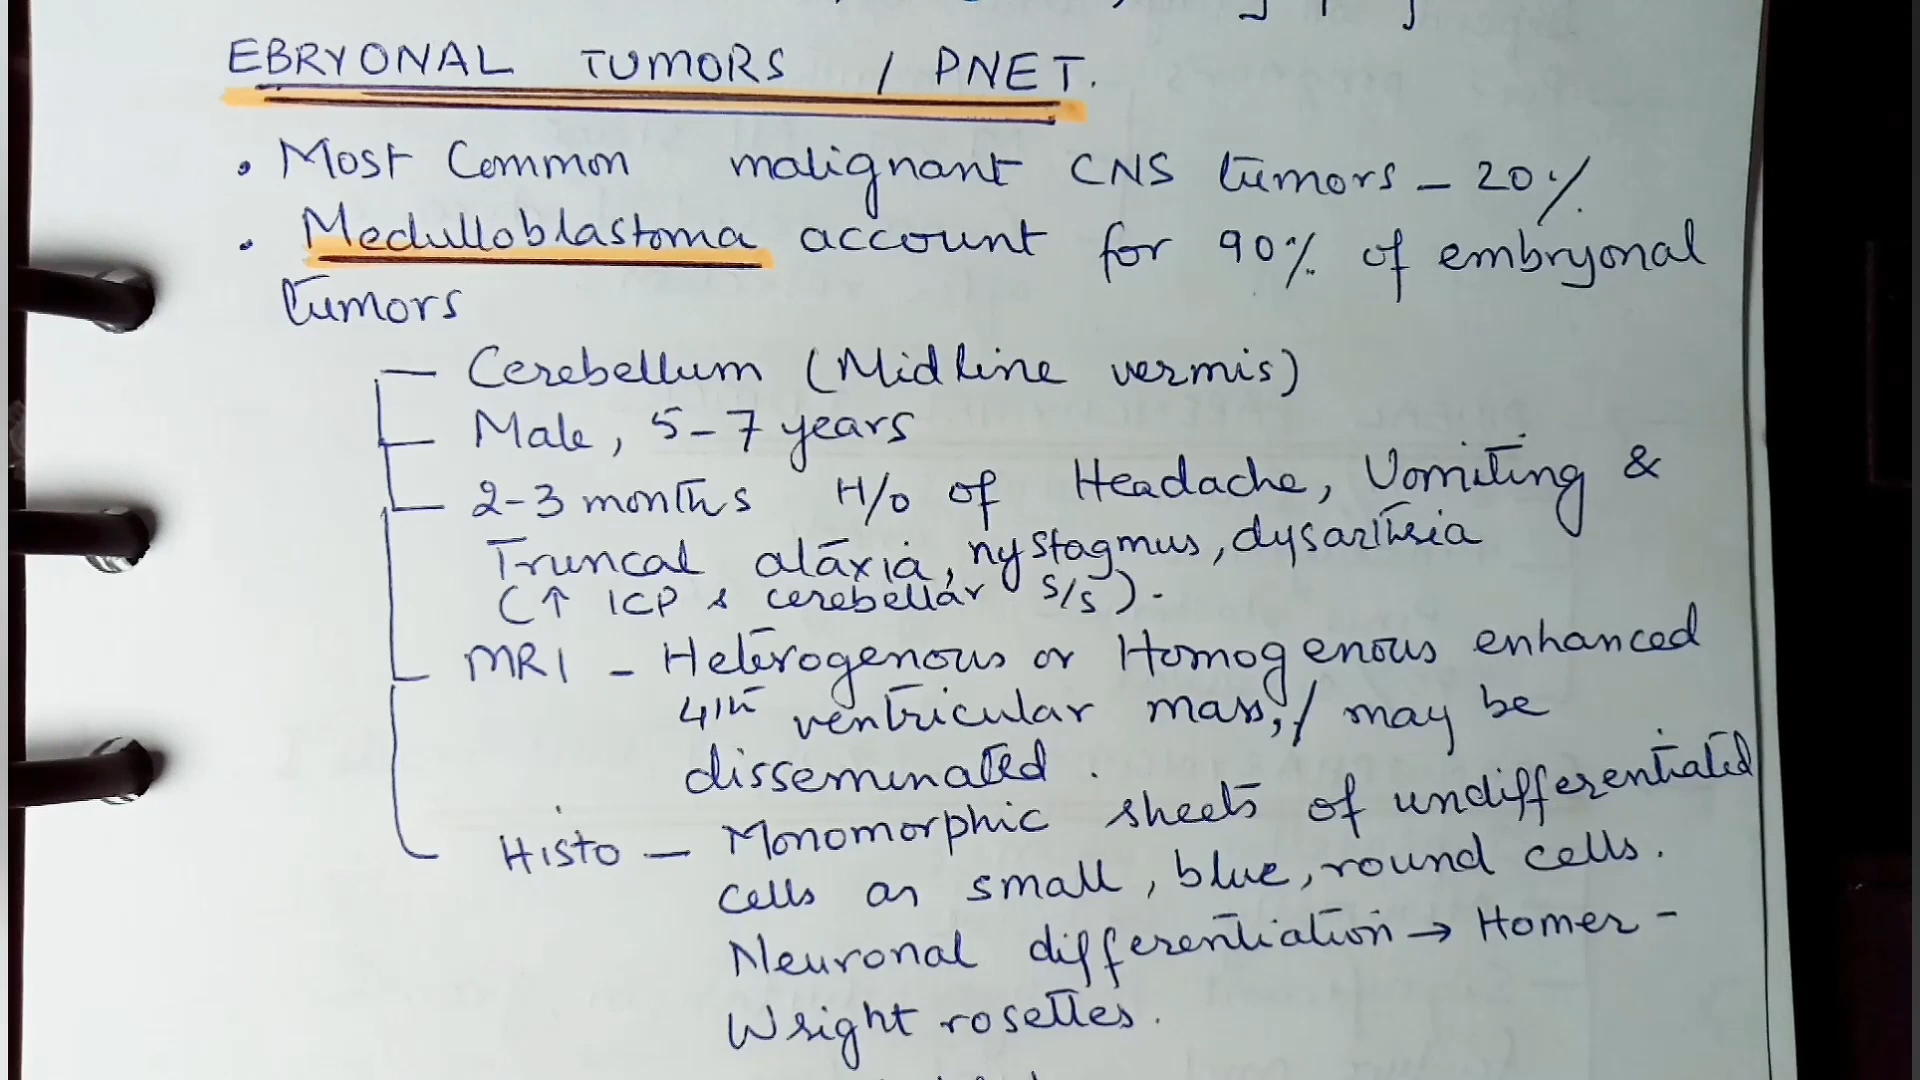 EBRYONAL TUMORS / PNET.
• Most Common malignant CNS tumors - 20%
• Medulloblastoma account for 90% of embryonal
tumors
Cerebellum (Midline vermis)
Male, 5-7 years
2-3 months H/o of Headache, Vomiting &
Truncal ataxia, nystagmus, dysarthria
(↑ ICP & cerebellar S/S).
MRI - Heterogenous or Homogenous enhanced
4th ventricular mass, / may be
disseminated.
Histo - Monomorphic sheets of undifferentiated
cells as small, blue, round cells.
Neuronal differentiation → Homer-
Wright rosettes.